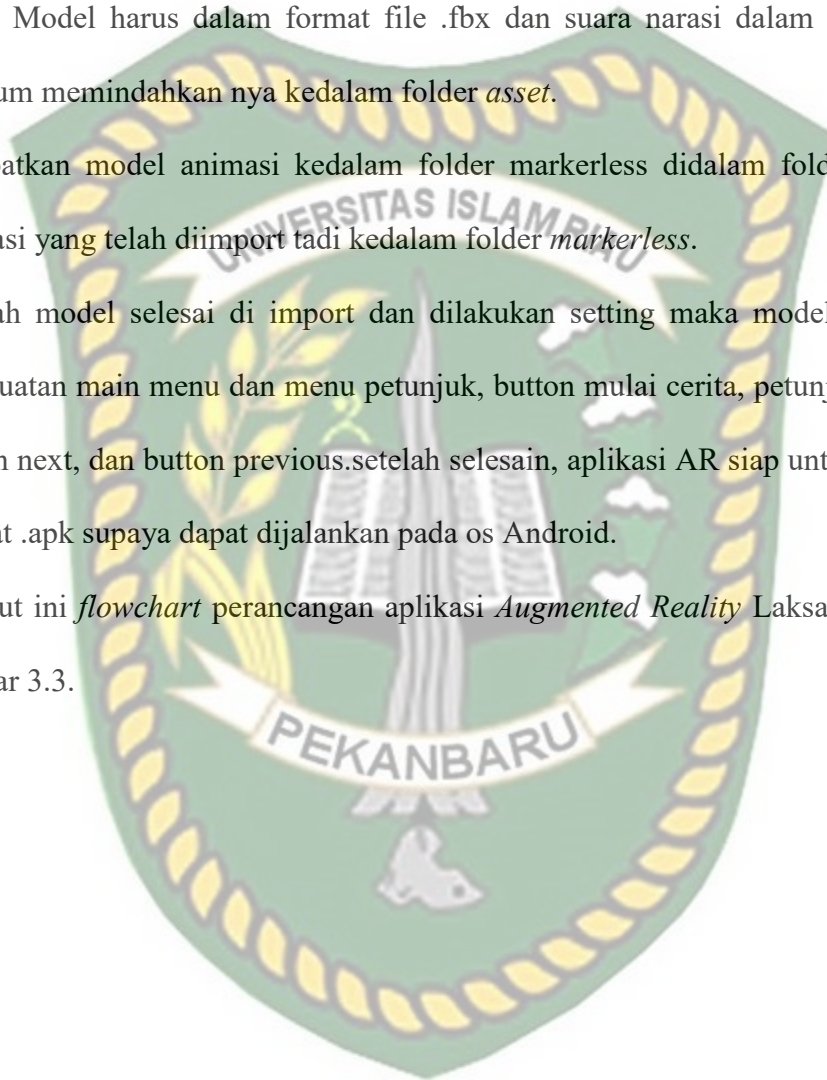 Model harus dalam format file .fbx dan suara narasi dalam
um memindahkan nya kedalam folder asset.
atkan model animasi kedalam folder markerless didalam fold
UNIVERSITAS ISLAM RIAU
asi yang telah diimport tadi kedalam folder markerless.
ah model selesai di import dan dilakukan setting maka model
uatan main menu dan menu petunjuk, button mulai cerita, petunj
n next, dan button previous.setelah selesain, aplikasi AR siap unt
at .apk supaya dapat dijalankan pada os Android.
ut ini flowchart perancangan aplikasi Augmented Reality Laksa
ar 3.3.
PEKANBARU